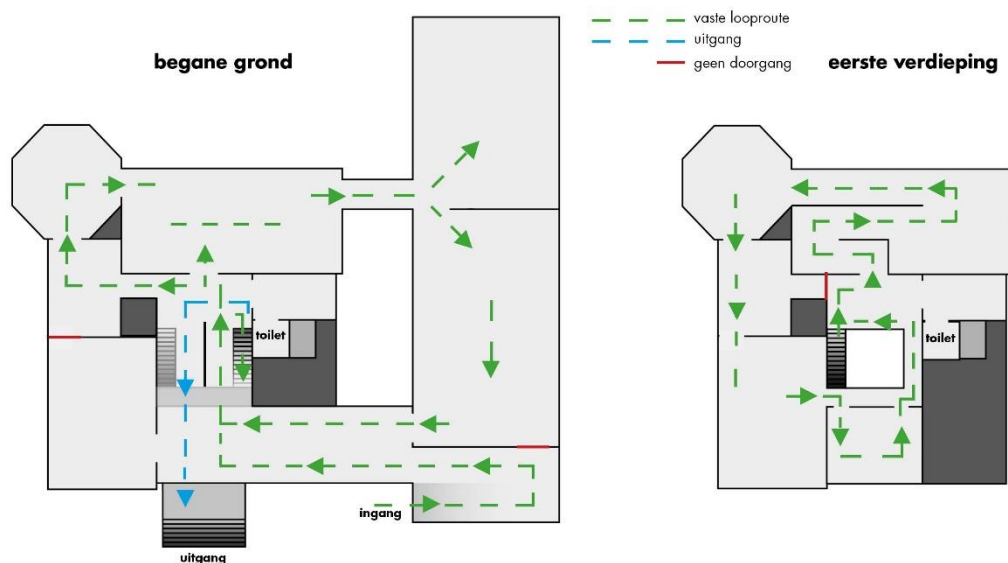 vaste looproute
uitgang
geen doorgang
begane grond
eerste verdieping
toilet
toilet
ingang
uitgang